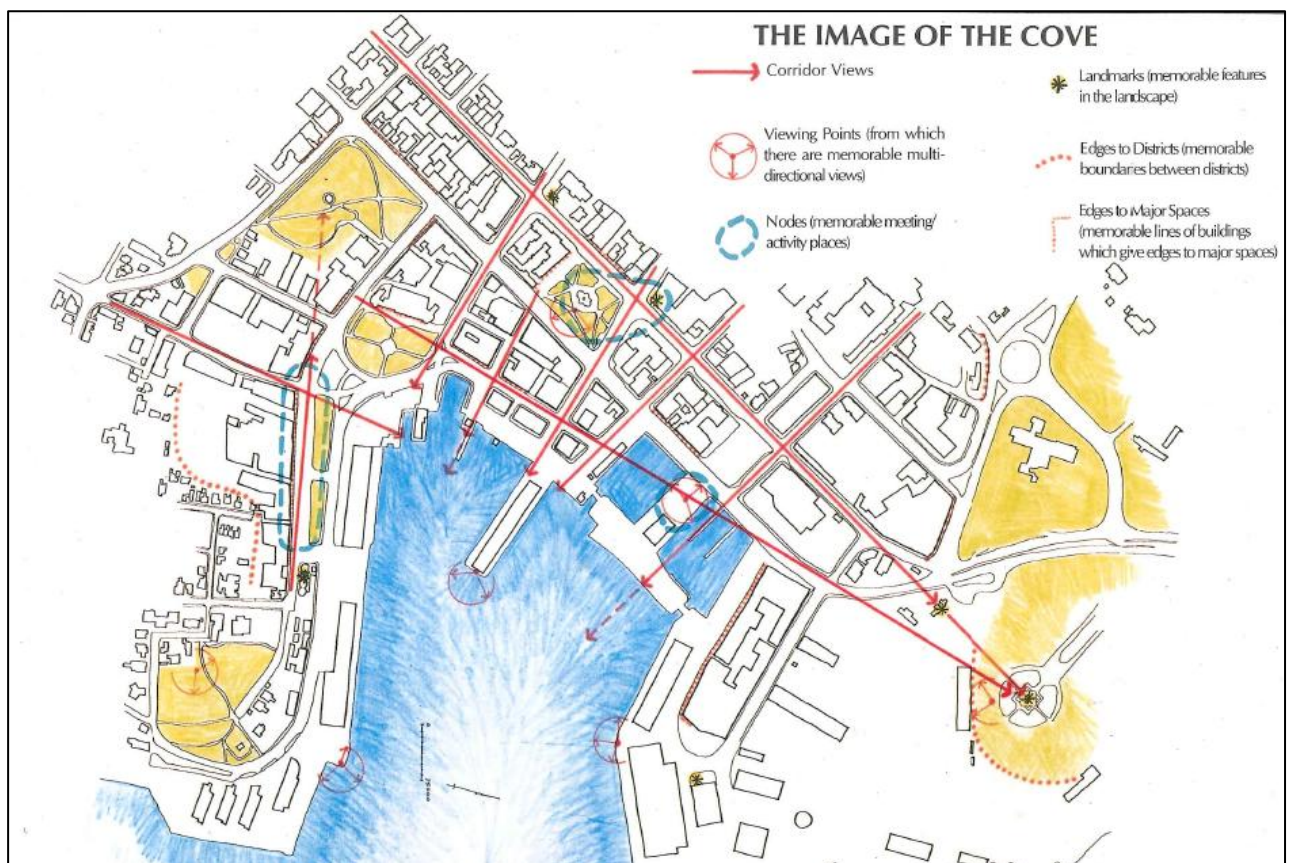 THE IMAGE OF THE COVE
Corridor Views
Viewing Points (from which
there are memorable multi-
directional views)
Nodes (memorable meeting/
activity places)
Landmarks (memorable features
in the landscape)
Edges to Districts (memorable
boundaries between districts)
Edges to Major Spaces
(memorable lines of buildings
which give edges to major spaces)